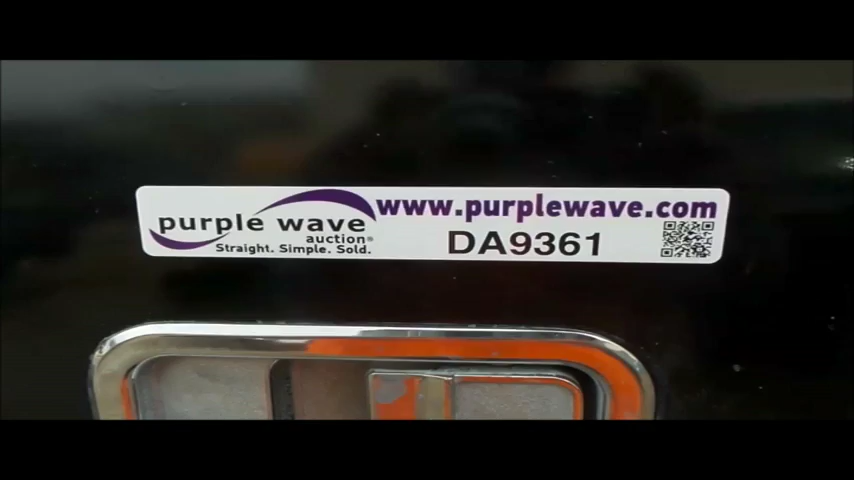 purple wave
auction®
Straight. Simple. Sold.
www.purplewave.com
DA9361